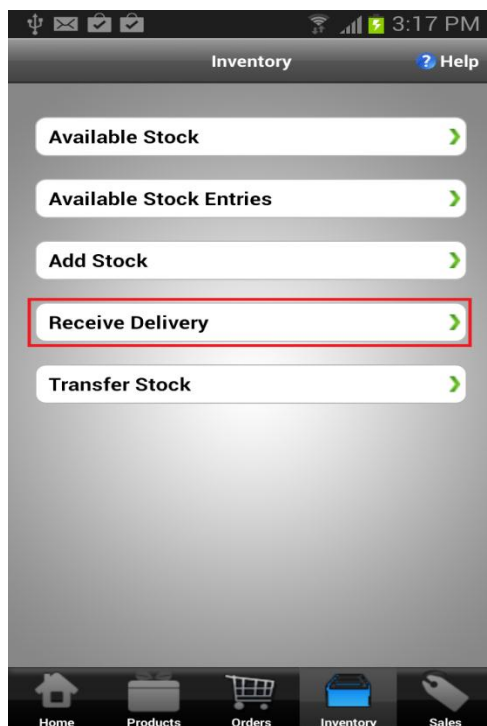 3:17 PM
Inventory
? Help
Available Stock
Available Stock Entries
Add Stock
Receive Delivery
Transfer Stock
Home Products Orders Inventory Sales